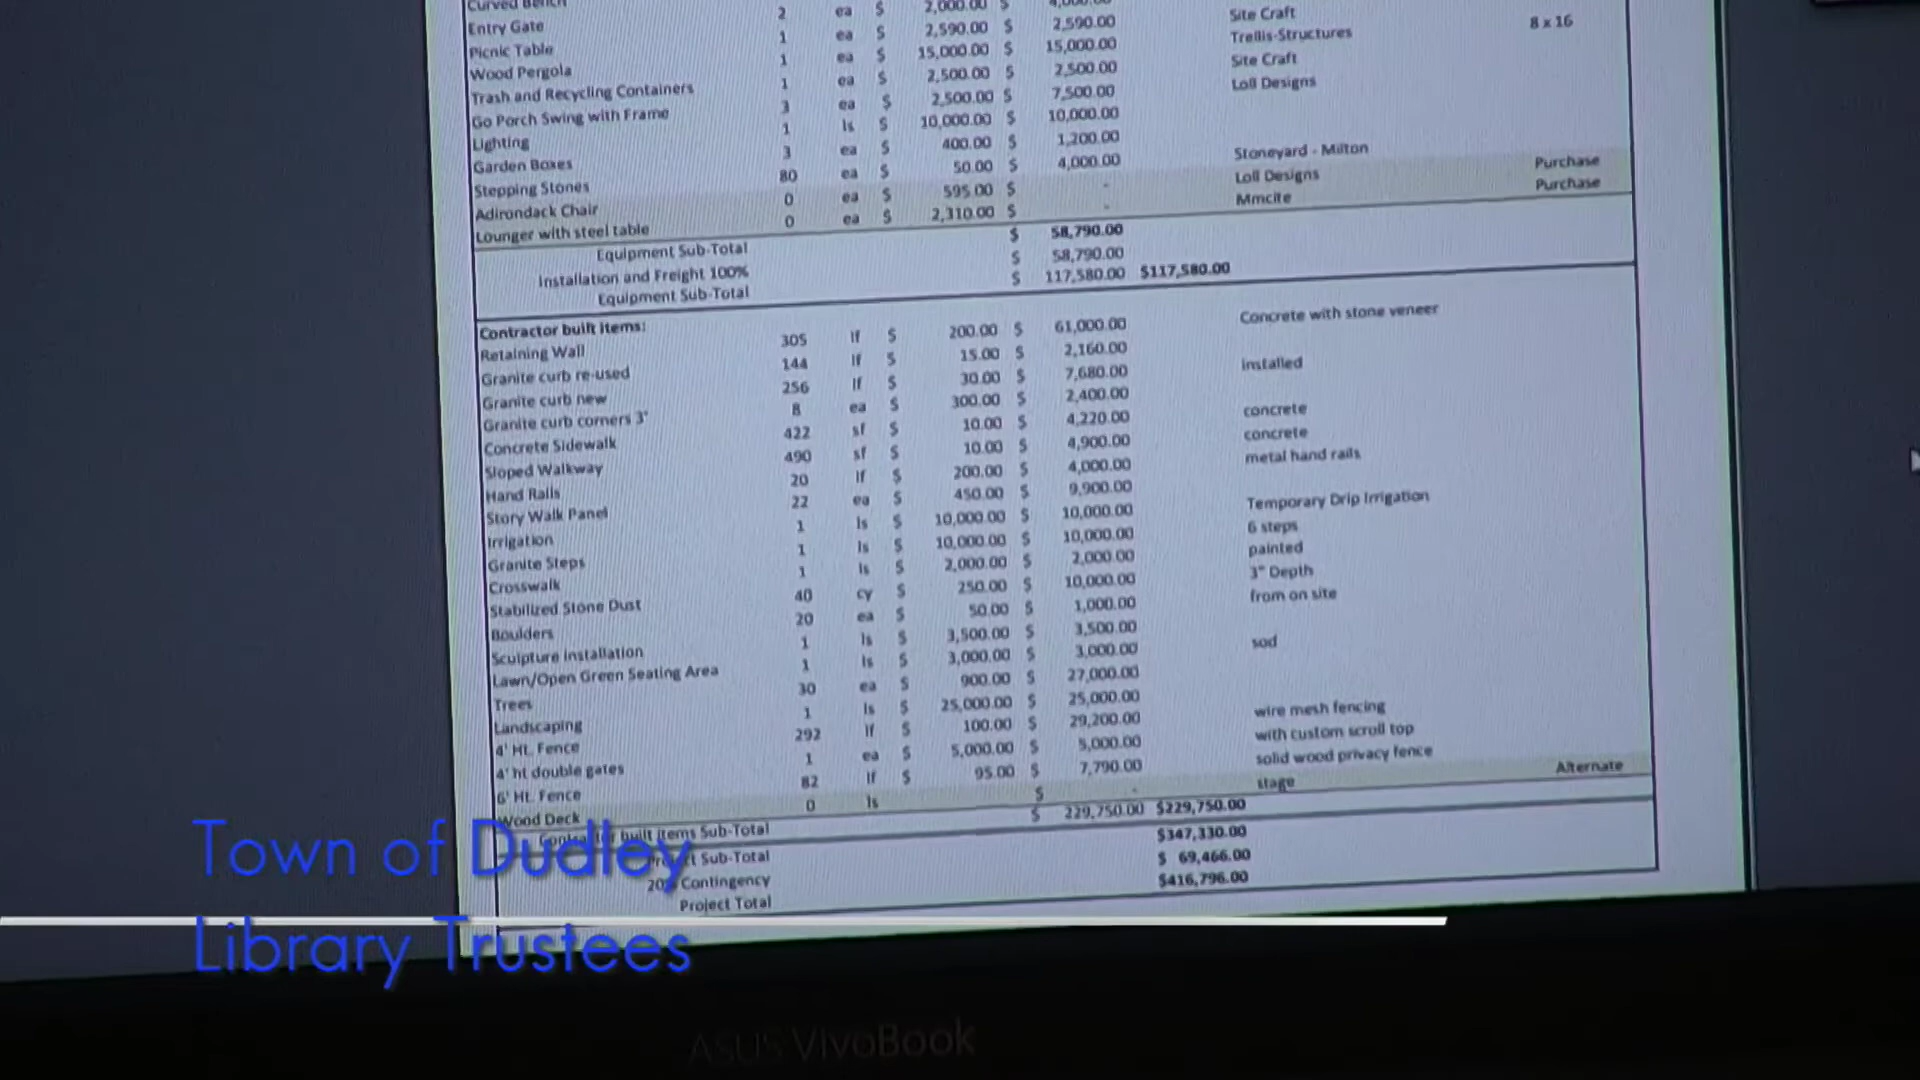 Curved Bench
Entry Gate 2 ea $ 2,000.00 $ 4,000.00
Picnic Table 1 ea $ 2,590.00 $ 2,590.00 Site Craft
Wood Pergola 1 ea $ 15,000.00 $ 15,000.00 Trellis-Structures 8 x 16
Trash and Recycling Containers 1 ea $ 2,500.00 $ 2,500.00 Site Craft
Go Porch Swing with Frame 3 ea $ 2,500.00 $ 7,500.00 Loll Designs
Lighting 1 ls $ 10,000.00 $ 10,000.00
Garden Boxes 3 ea $ 400.00 $ 1,200.00
Stepping Stones 80 ea $ 50.00 $ 4,000.00 Stoneyard - Milton
Adirondack Chair 0 ea $ 595.00 $ - Loll Designs Purchase
Lounger with steel table 0 ea $ 2,310.00 $ - Mmcite Purchase
Equipment Sub-Total $ 58,790.00
Installation and Freight 100% $ 58,790.00
Equipment Sub-Total $ 117,580.00 $117,580.00
Contractor built items:
Retaining Wall 305 lf $ 200.00 $ 61,000.00 Concrete with stone veneer
Granite curb re-used 144 lf $ 15.00 $ 2,160.00
Granite curb new 256 lf $ 30.00 $ 7,680.00 installed
Granite curb corners 3' 8 ea $ 300.00 $ 2,400.00
Concrete Sidewalk 422 sf $ 10.00 $ 4,220.00 concrete
Sloped Walkway 490 sf $ 10.00 $ 4,900.00 concrete
Hand Rails 20 lf $ 200.00 $ 4,000.00 metal hand rails
Story Walk Panel 22 ea $ 450.00 $ 9,900.00
Irrigation 1 ls $ 10,000.00 $ 10,000.00 Temporary Drip Irrigation
Granite Steps 1 ls $ 10,000.00 $ 10,000.00 6 steps
Crosswalk 1 ls $ 2,000.00 $ 2,000.00 painted
Stabilized Stone Dust 40 cy $ 250.00 $ 10,000.00 3" Depth
Boulders 20 ea $ 50.00 $ 1,000.00 from on site
Sculpture installation 1 ls $ 3,500.00 $ 3,500.00
Lawn/Open Green Seating Area 1 ls $ 3,000.00 $ 3,000.00 sod
Trees 30 ea $ 900.00 $ 27,000.00
Landscaping 1 ls $ 25,000.00 $ 25,000.00
4' Ht. Fence 292 lf $ 100.00 $ 29,200.00 wire mesh fencing
4' ht double gates 1 ea $ 5,000.00 $ 5,000.00 with custom scroll top
6' Ht. Fence 82 lf $ 95.00 $ 7,790.00 solid wood privacy fence
Wood Deck 0 ls $ - stage Alternate
Contractor built items Sub-Total $ 229,750.00 $229,750.00
Project Sub-Total $347,330.00
20% Contingency $ 69,466.00
Project Total $416,796.00
Town of Dudley
Library Trustees
ASUS VivoBook